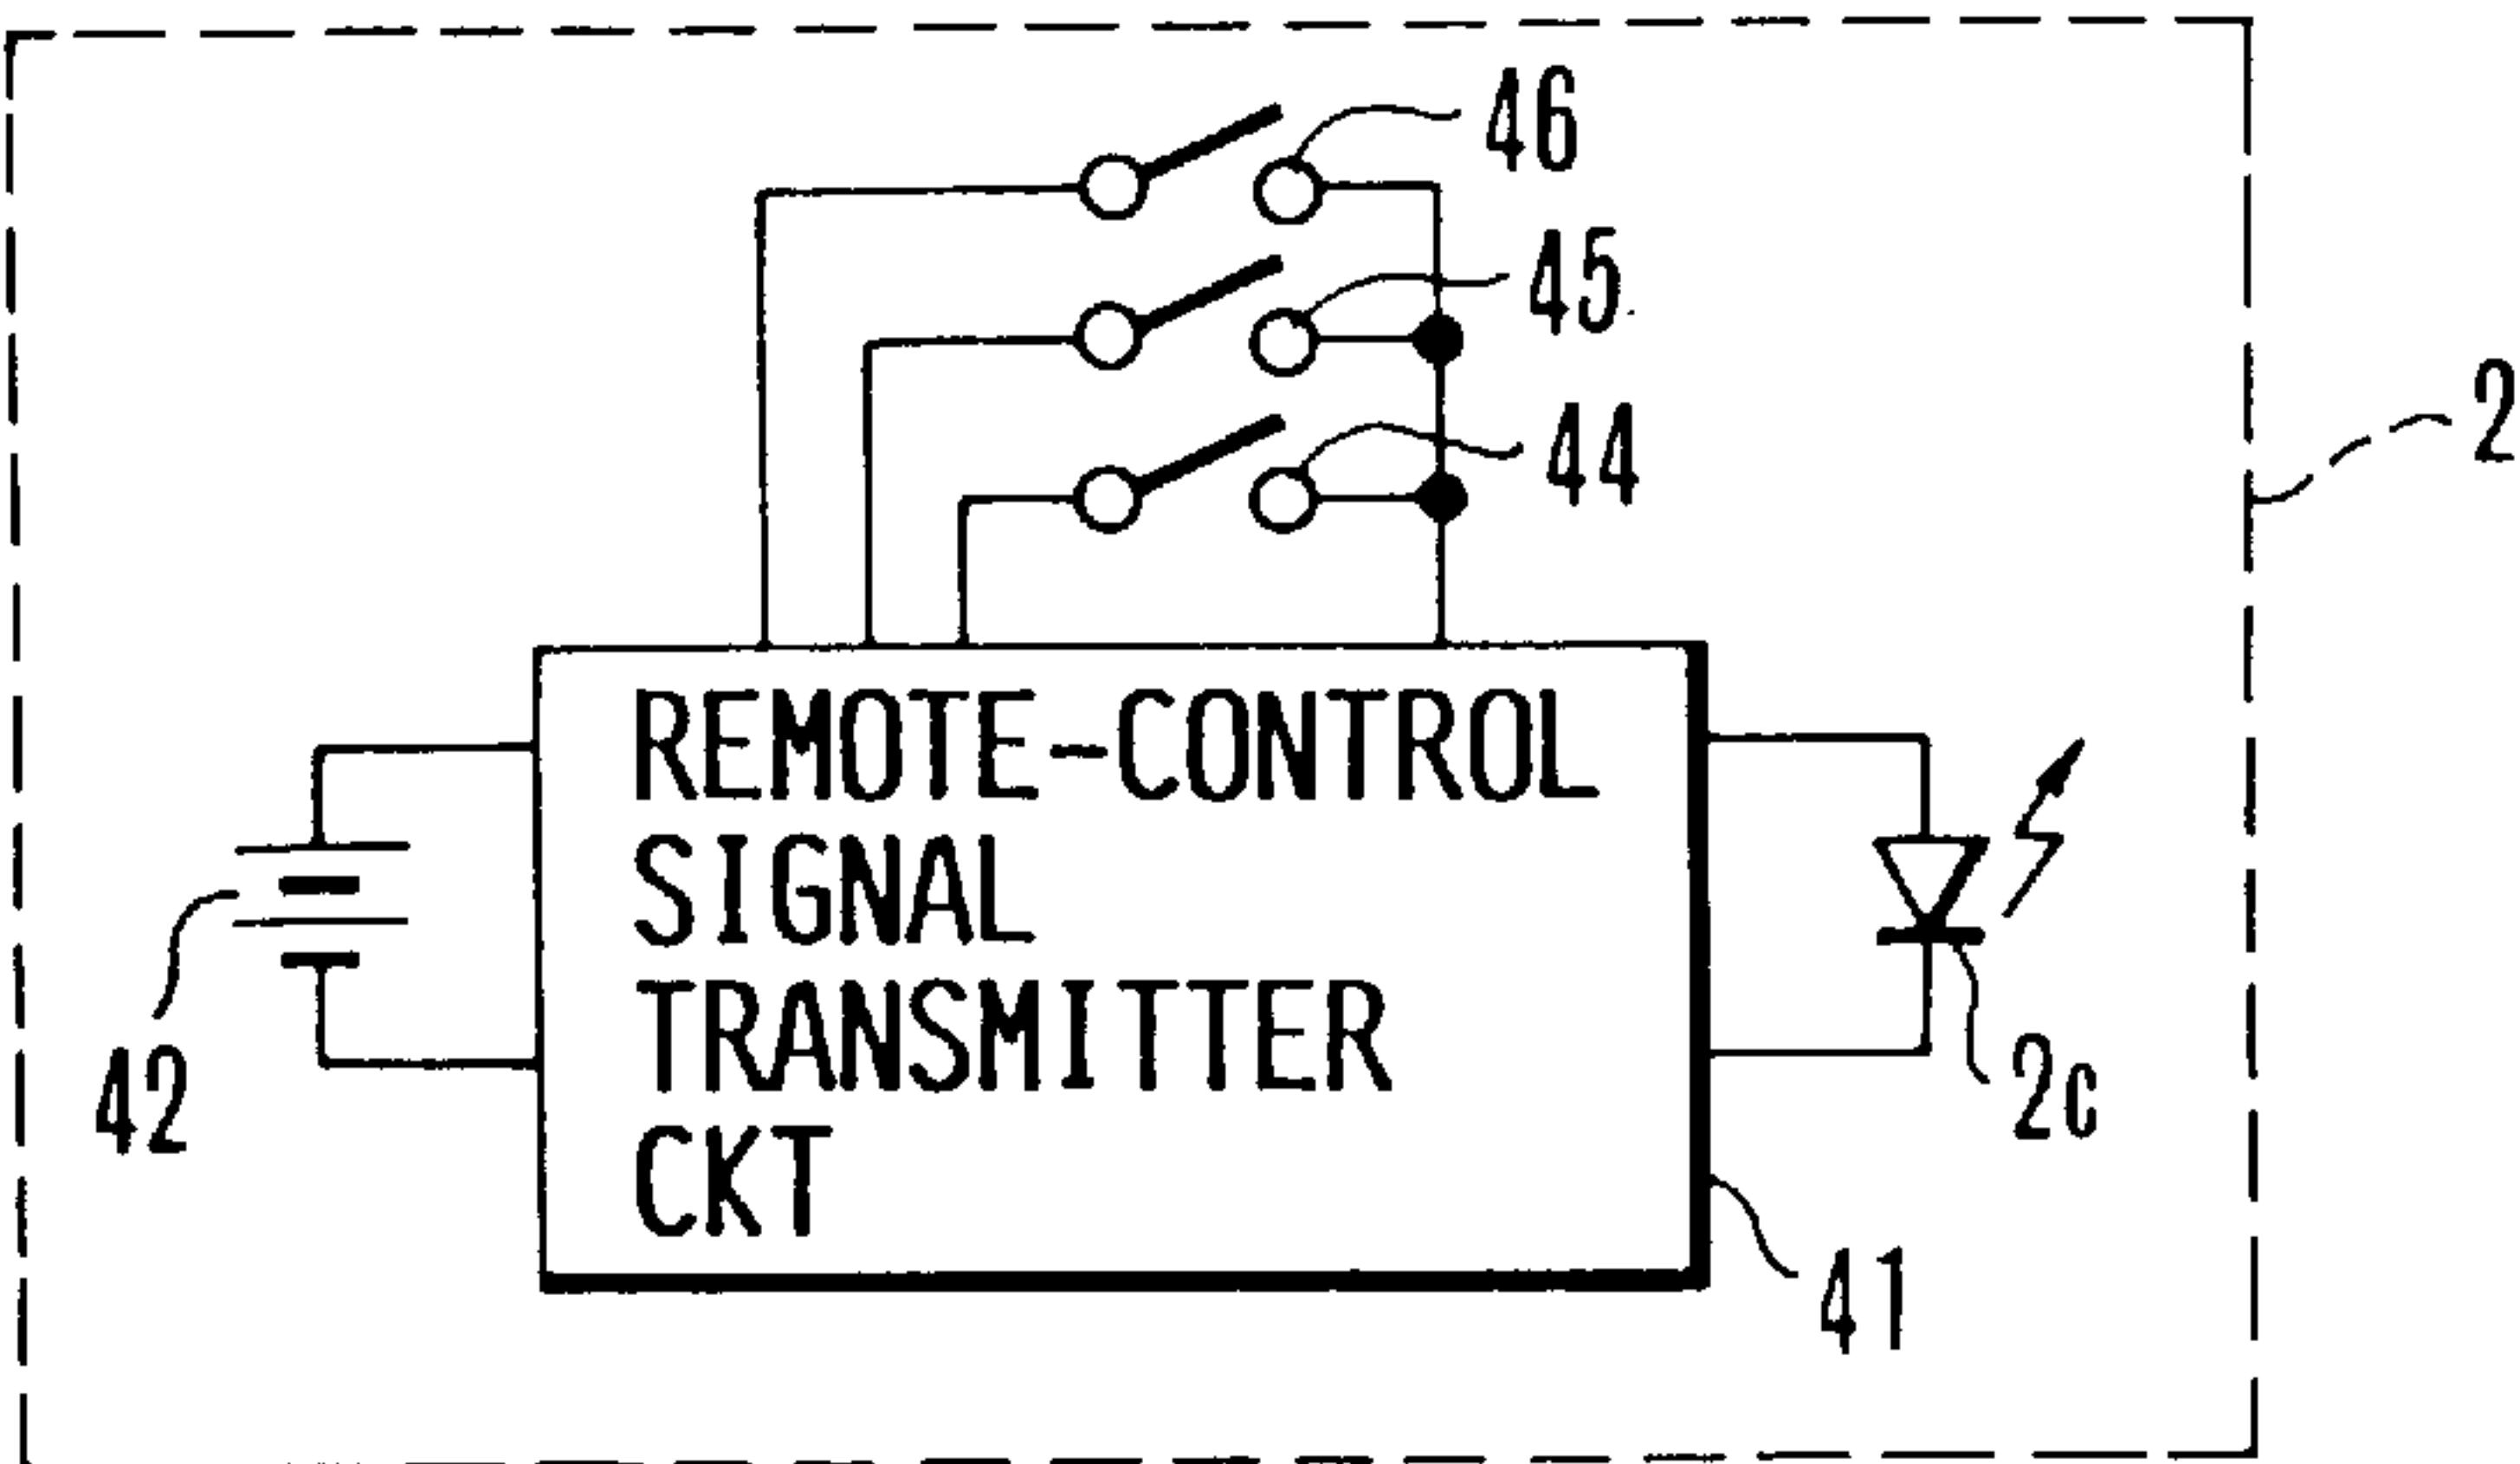 46
45
44
2
REMOTE-CONTROL
SIGNAL
TRANSMITTER
CKT
42
2c
41